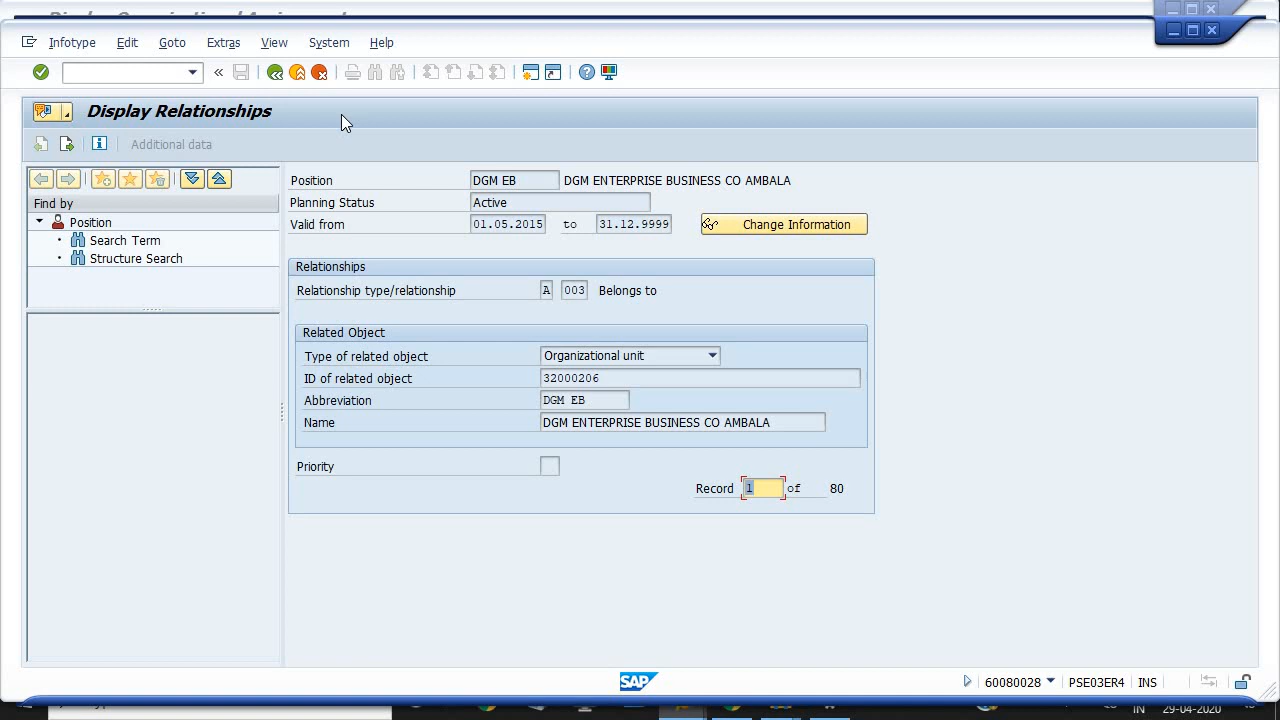 Infotype Edit Goto Extras View System Help
«
Display Relationships
Additional data
Find by
Position
Search Term
Structure Search
Position DGM EB DGM ENTERPRISE BUSINESS CO AMBALA
Planning Status Active
Valid from 01.05.2015 to 31.12.9999 Change Information
Relationships
Relationship type/relationship A 003 Belongs to
Related Object
Type of related object Organizational unit
ID of related object 32000206
Abbreviation DGM EB
Name DGM ENTERPRISE BUSINESS CO AMBALA
Priority
Record 1 of 80
SAP
60080028 PSE03ER4 INS
IN 29-04-2020